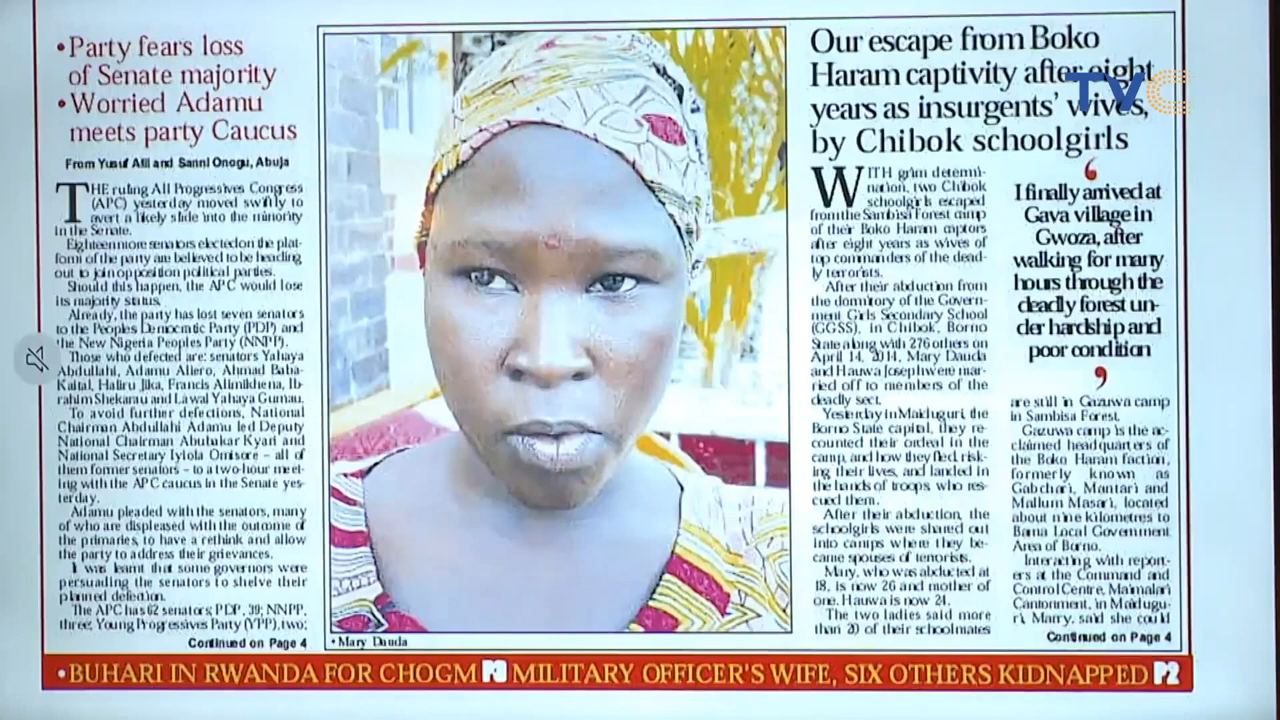 •Party fears loss
of Senate majority
•Worried Adamu
meets party Caucus
From Yusuf Alli and Sanni Onogu, Abuja
THE ruling All Progressives Congress
(APC) yesterday moved swiftly to
avert a likely slide into the minority
in the Senate.
Eighteen more senators elected on the plat-
form of the party are believed to be heading
out to join opposition political parties.
Should this happen, the APC would lose
its majority status.
Already, the party has lost seven senators
to the Peoples Democratic Party (PDP) and
the New Nigeria Peoples Party (NNPP).
Those who defected are: senators Yahaya
Abdullahi, Adamu Aliero, Ahmad Baba-
Kaital, Haliru Jika, Francis Alimikhena, Ib-
rahim Shekarau and Lawal Yahaya Gumau.
To avoid further defections, National
Chairman Abdullahi Adamu led Deputy
National Chairman Abubakar Kyari and
National Secretary Iyiola Omisore – all of
them former senators – to a two-hour meet-
ing with the APC caucus in the Senate yes-
terday.
Adamu pleaded with the senators, many
of who are displeased with the outcome of
the primaries, to have a rethink and allow
the party to address their grievances.
It was learnt that some governors were
persuading the senators to shelve their
planned defection.
The APC has 62 senators; PDP, 39; NNPP,
three; Young Progressives Party (YPP), two;
Continued on Page 4
•Mary Dauda
Our escape from Boko
Haram captivity after eight
years as insurgents' wives,
by Chibok schoolgirls
TVC
WITH grim determi-
nation, two Chibok
schoolgirls escaped
from the Sambisa Forest camp
of their Boko Haram captors
after eight years as wives of
top commanders of the dead-
ly terrorists.
After their abduction from
the dormitory of the Govern-
ment Girls Secondary School
(GGSS), in Chibok, Borno
State along with 276 others on
April 14, 2014, Mary Dauda
and Hauwa Joseph were mar-
ried off to members of the
deadly sect.
Yesterday in Maiduguri, the
Borno State capital, they re-
counted their ordeal in the
camp, and how they fled, risk-
ing their lives, and landed in
the hands of troops who res-
cued them.
After their abduction, the
schoolgirls were shared out
into camps where they be-
came spouses of terrorists.
Mary, who was abducted at
18, is now 26 and mother of
one. Hauwa is now 24.
The two ladies said more
than 20 of their schoolmates
‘
I finally arrived at
Gava village in
Gwoza, after
walking for many
hours through the
deadly forest un-
der hardship and
poor condition
’
are still in Gazuwa camp
in Sambisa Forest.
Gazuwa camp is the ac-
claimed headquarters of
the Boko Haram faction,
formerly known as
Gabchari, Mantari and
Mallum Masari, located
about nine kilometres to
Bama Local Government
Area of Borno.
Interacting with report-
ers at the Command and
Control Centre, Maimalari
Cantonment, in Maidugu-
ri, Marry, said she could
Continued on Page 4
•BUHARI IN RWANDA FOR CHOGM P3 MILITARY OFFICER'S WIFE, SIX OTHERS KIDNAPPED P2